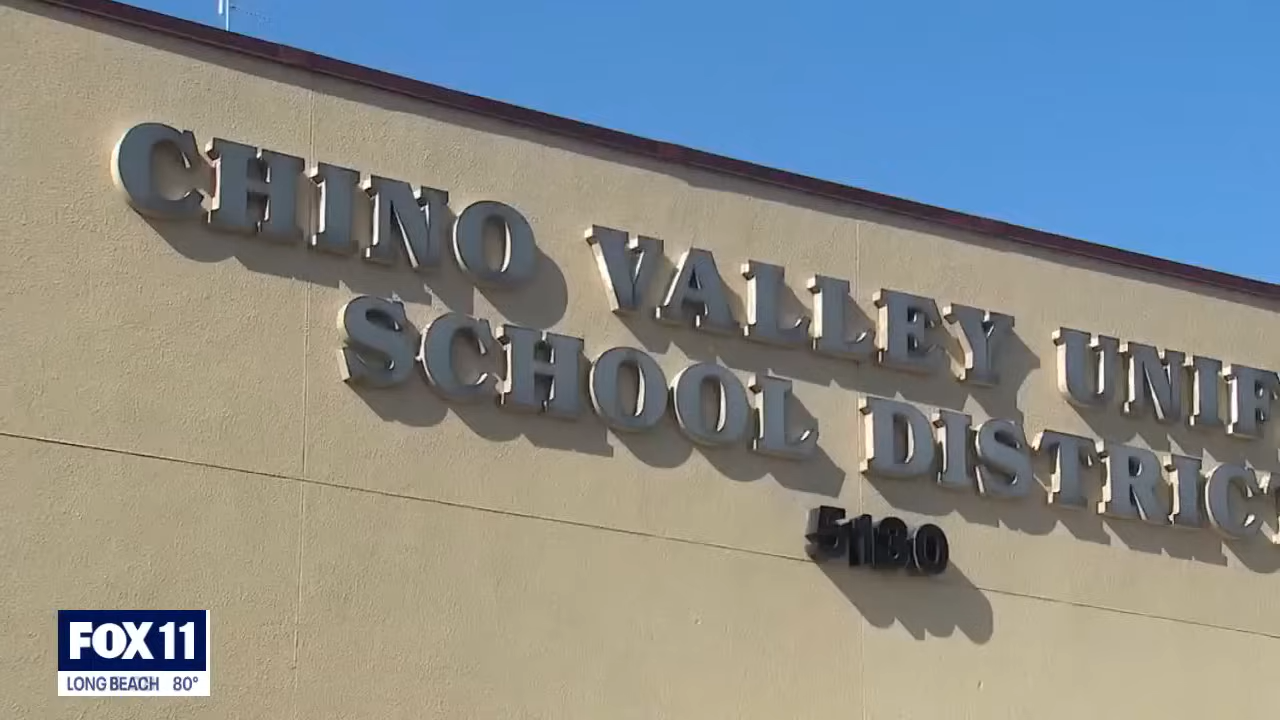 CHINO VALLEY UNIF
SCHOOL DISTRICT
5130
FOX 11
LONG BEACH 80°